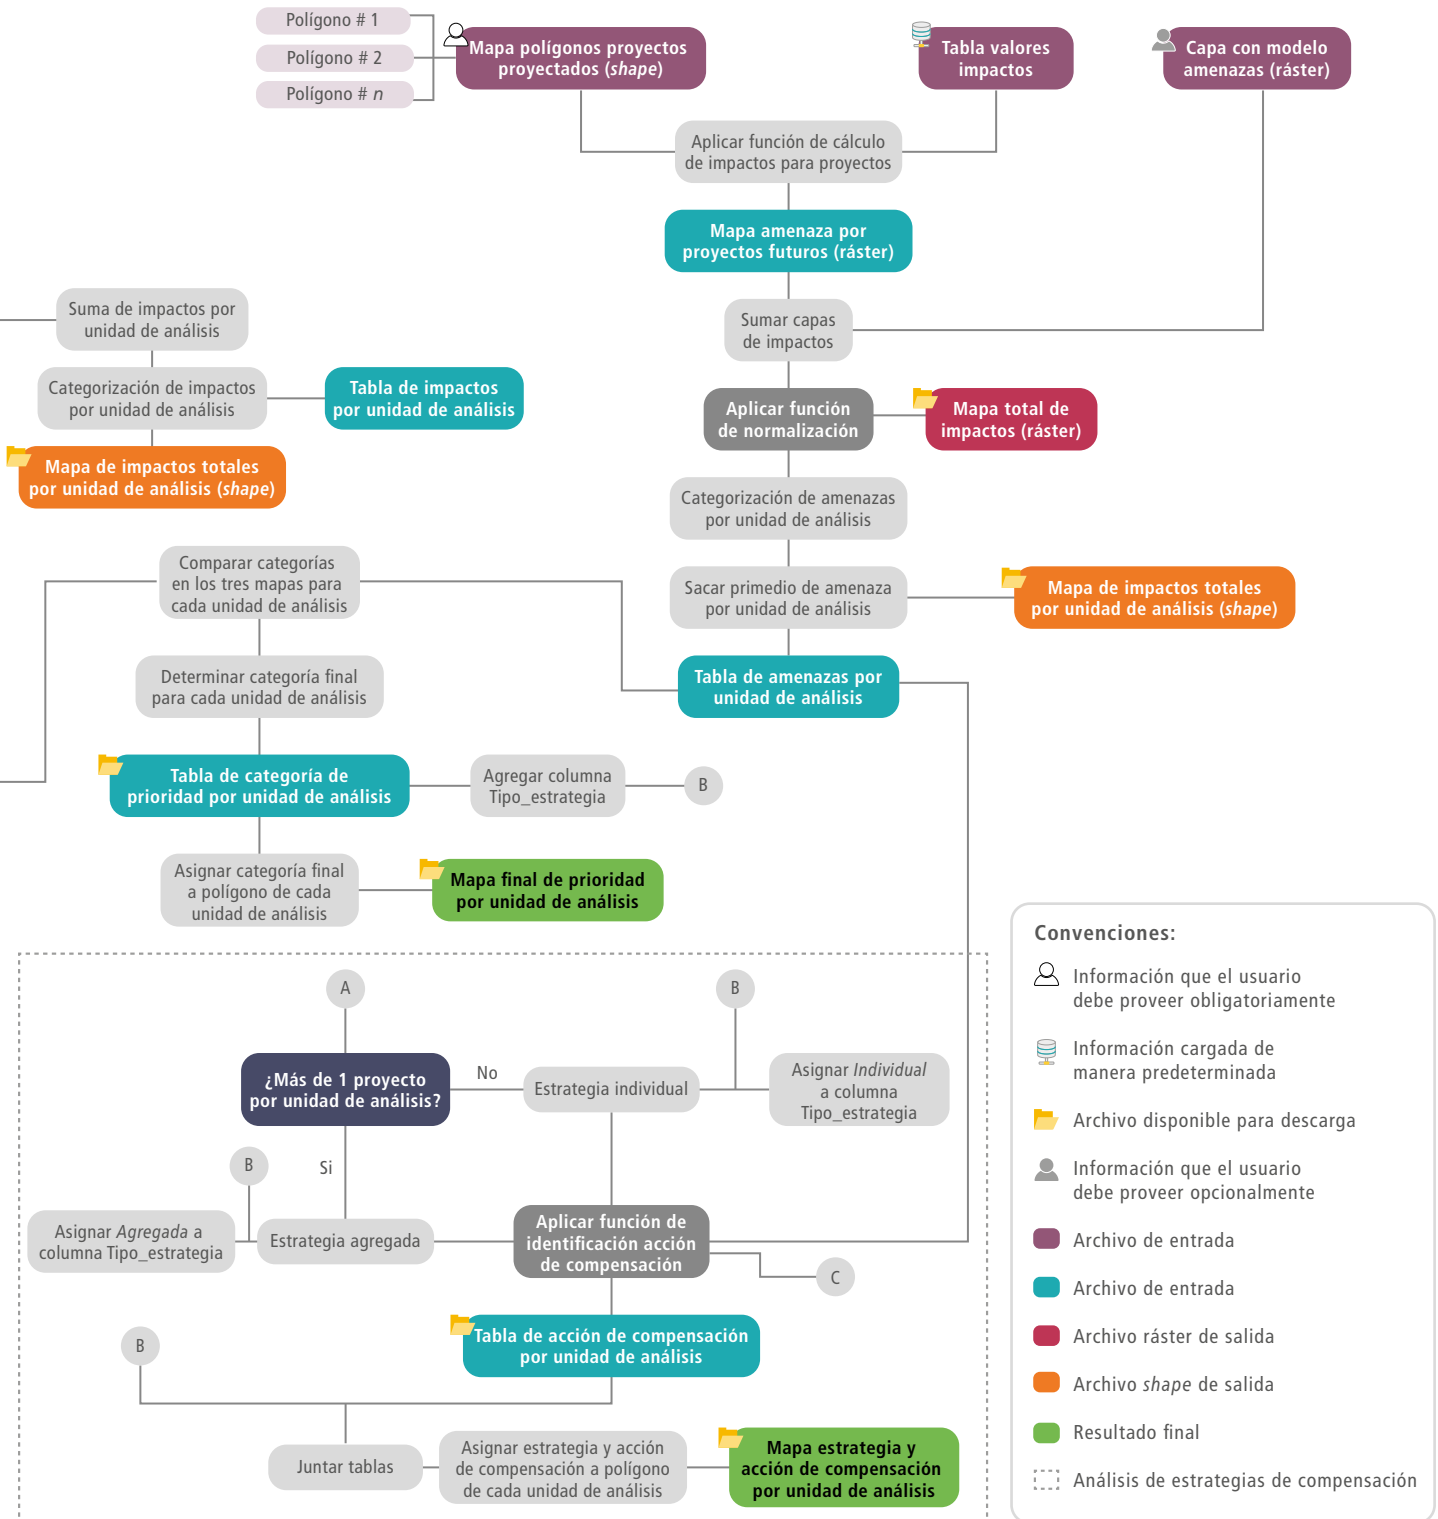 Polígono # 1
Polígono # 2
Polígono # n
Mapa polígonos proyectos
proyectados (shape)
Tabla valores
impactos
Capa con modelo
amenazas (ráster)
Aplicar función de cálculo
de impactos para proyectos
Mapa amenaza por
proyectos futuros (ráster)
Suma de impactos por
unidad de análisis
Sumar capas
de impactos
Categorización de impactos
por unidad de análisis
Tabla de impactos
por unidad de análisis
Aplicar función
de normalización
Mapa total de
impactos (ráster)
Mapa de impactos totales
por unidad de análisis (shape)
Categorización de amenazas
por unidad de análisis
Comparar categorías
en los tres mapas para
cada unidad de análisis
Sacar primedio de amenaza
por unidad de análisis
Mapa de impactos totales
por unidad de análisis (shape)
Determinar categoría final
para cada unidad de análisis
Tabla de amenazas por
unidad de análisis
Tabla de categoría de
prioridad por unidad de análisis
Agregar columna
Tipo_estrategia
B
Asignar categoría final
a polígono de cada
unidad de análisis
Mapa final de prioridad
por unidad de análisis
A
B
¿Más de 1 proyecto
por unidad de análisis?
No
Estrategia individual
Asignar Individual
a columna
Tipo_estrategia
B
Si
Asignar Agregada a
columna Tipo_estrategia
Estrategia agregada
Aplicar función de
identificación acción
de compensación
C
B
Tabla de acción de compensación
por unidad de análisis
Juntar tablas
Asignar estrategia y acción
de compensación a polígono
de cada unidad de análisis
Mapa estrategia y
acción de compensación
por unidad de análisis
Convenciones:
Información que el usuario
debe proveer obligatoriamente
Información cargada de
manera predeterminada
Archivo disponible para descarga
Información que el usuario
debe proveer opcionalmente
Archivo de entrada
Archivo de entrada
Archivo ráster de salida
Archivo shape de salida
Resultado final
Análisis de estrategias de compensación